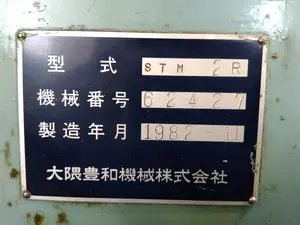 型式 STM 2R
機械番号 62427
製造年月 1982-11
大隈豊和機械株式会社